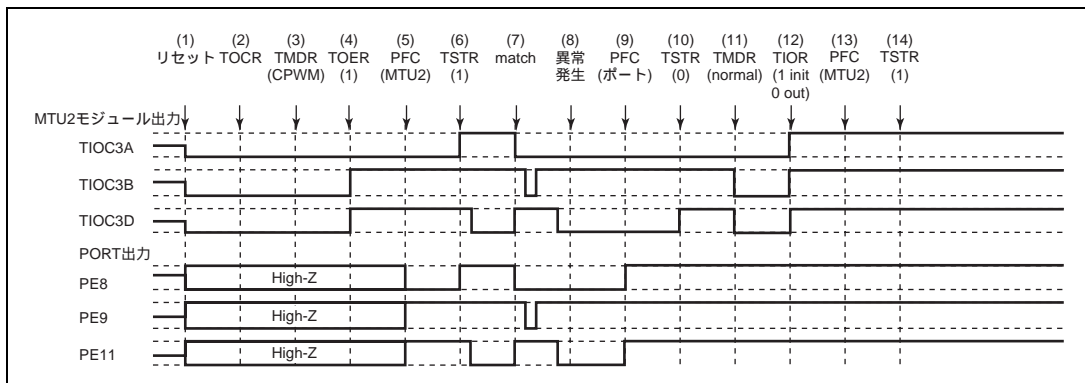 (1) (2) (3) (4) (5) (6) (7) (8) (9) (10) (11) (12) (13) (14)
リセット TOCR TMDR TOER PFC TSTR match 異常 PFC TSTR TMDR TIOR PFC TSTR
(CPWM) (1) (MTU2) (1) 発生 (ポート) (0) (normal) (1 init (MTU2) (1)
0 out)
MTU2モジュール出力
TIOC3A
TIOC3B
TIOC3D
PORT出力
PE8 High-Z
PE9 High-Z
PE11 High-Z